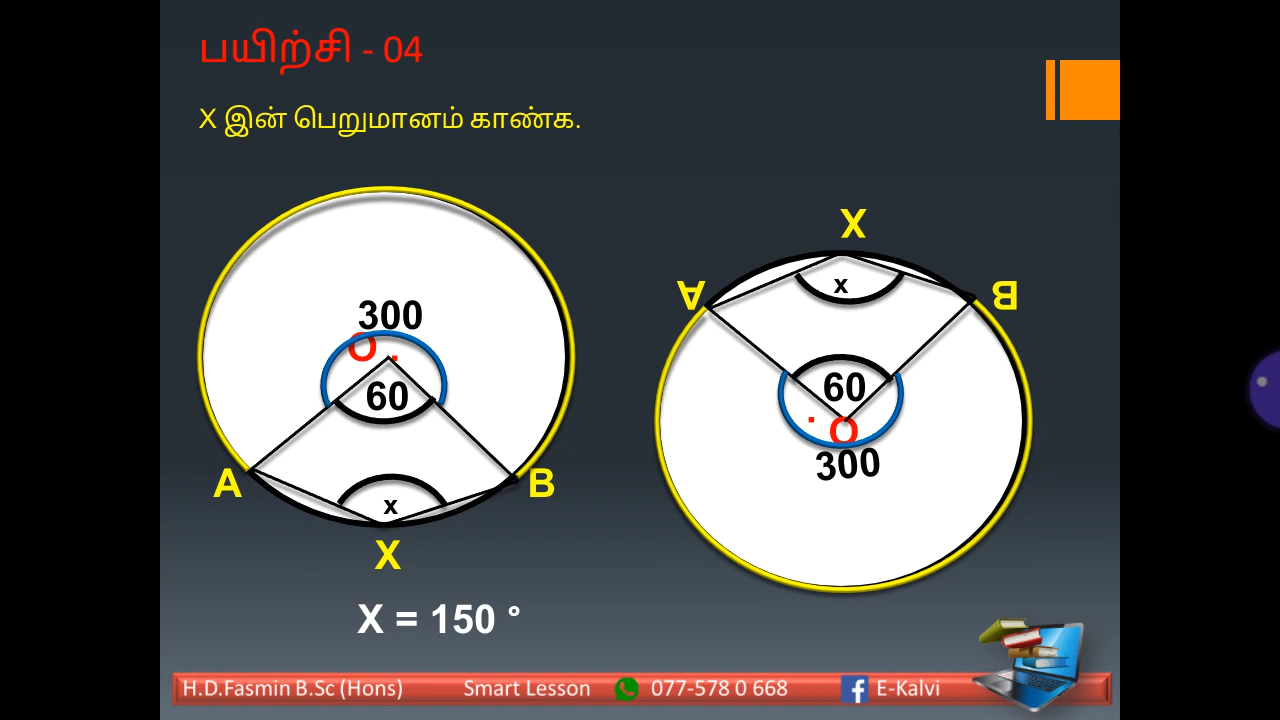 பயிற்சி - 04
X இன் பெறுமானம் காண்க.
300
O .
60
A
B
x
X
X = 150 °
X
A
B
x
60
. O
300
H.D.Fasmin B.Sc (Hons) Smart Lesson 077-578 0 668 E-Kalvi